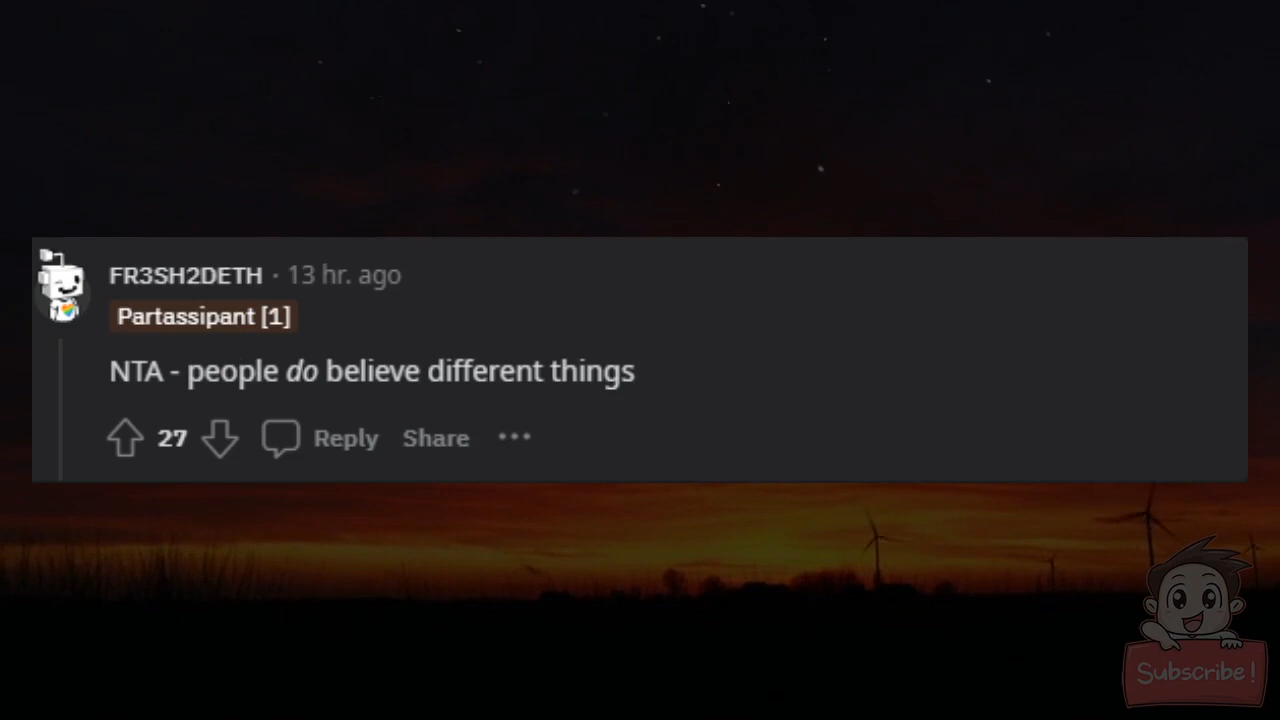 FR3SH2DETH · 13 hr. ago
Partassipant [1]
NTA - people do believe different things
27 Reply Share ···
Subscribe!